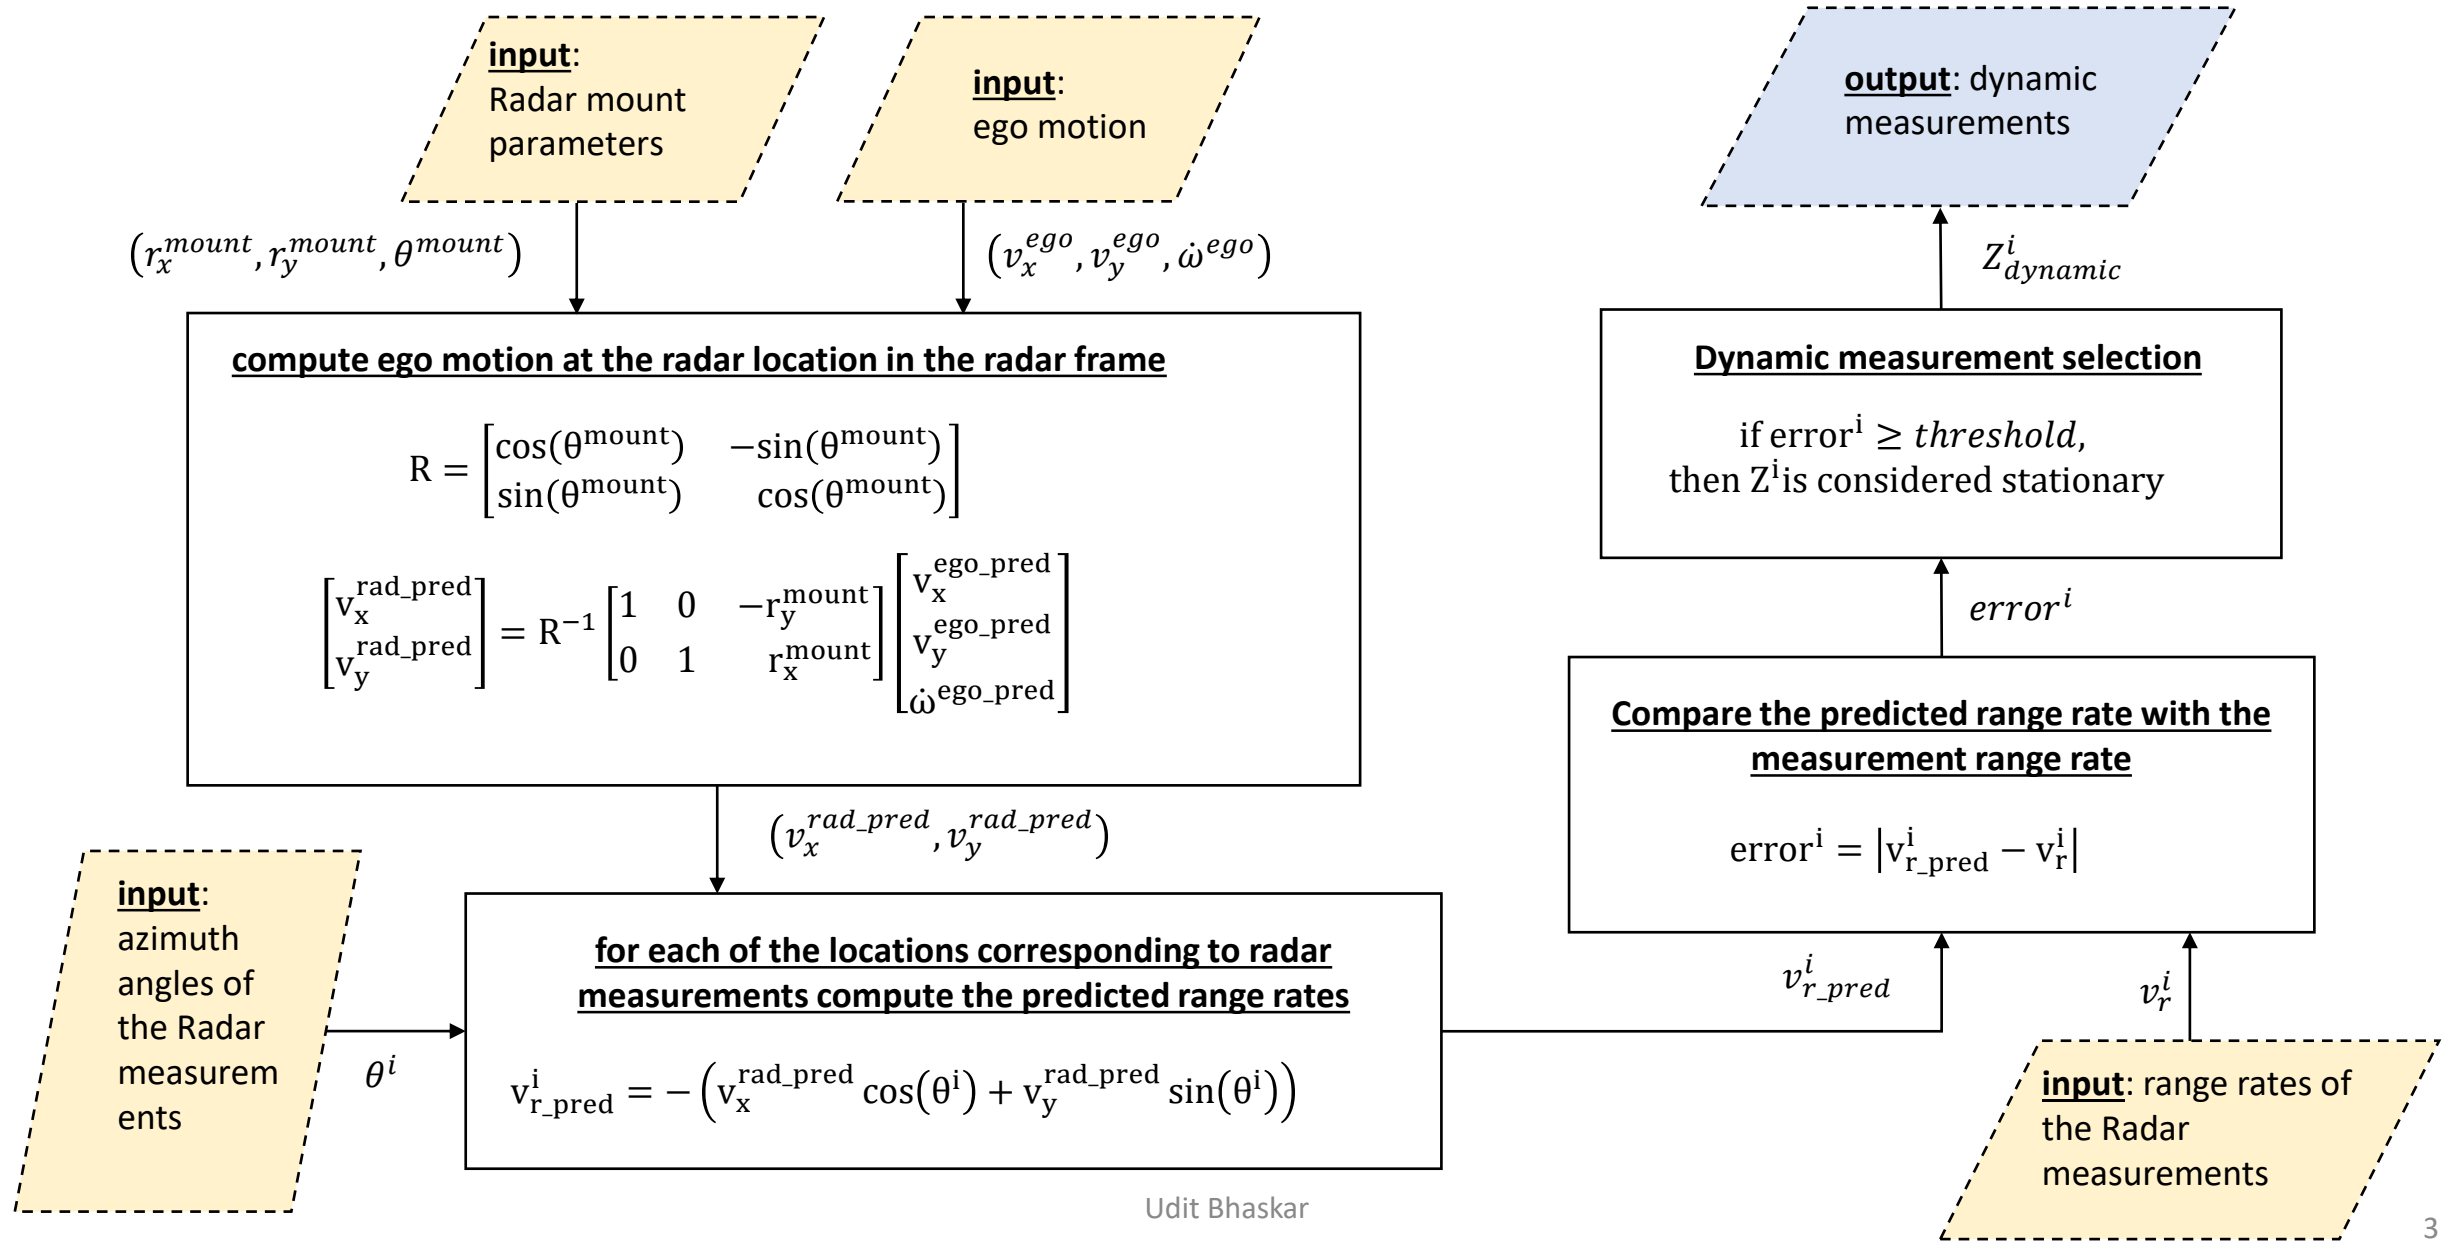 input:
Radar mount
parameters
input:
ego motion
output: dynamic
measurements
(r_x^mount, r_y^mount, θ^mount)
(v_x^ego, v_y^ego, ω̇^ego)
Z_dynamic^i
compute ego motion at the radar location in the radar frame
R = [cos(θ^mount) −sin(θ^mount)
sin(θ^mount) cos(θ^mount)]
[v_x^rad_pred
v_y^rad_pred] = R^−1 [1 0 −r_y^mount
0 1 r_x^mount] [v_x^ego_pred
v_y^ego_pred
ω̇^ego_pred]
(v_x^rad_pred, v_y^rad_pred)
input:
azimuth
angles of
the Radar
measurem
ents
θ^i
for each of the locations corresponding to radar
measurements compute the predicted range rates
v_r_pred^i = −(v_x^rad_pred cos(θ^i) + v_y^rad_pred sin(θ^i))
Dynamic measurement selection
if error^i ≥ threshold,
then Z^i is considered stationary
error^i
Compare the predicted range rate with the
measurement range rate
error^i = |v_r_pred^i − v_r^i|
v_r_pred^i
v_r^i
input: range rates of
the Radar
measurements
Udit Bhaskar
3